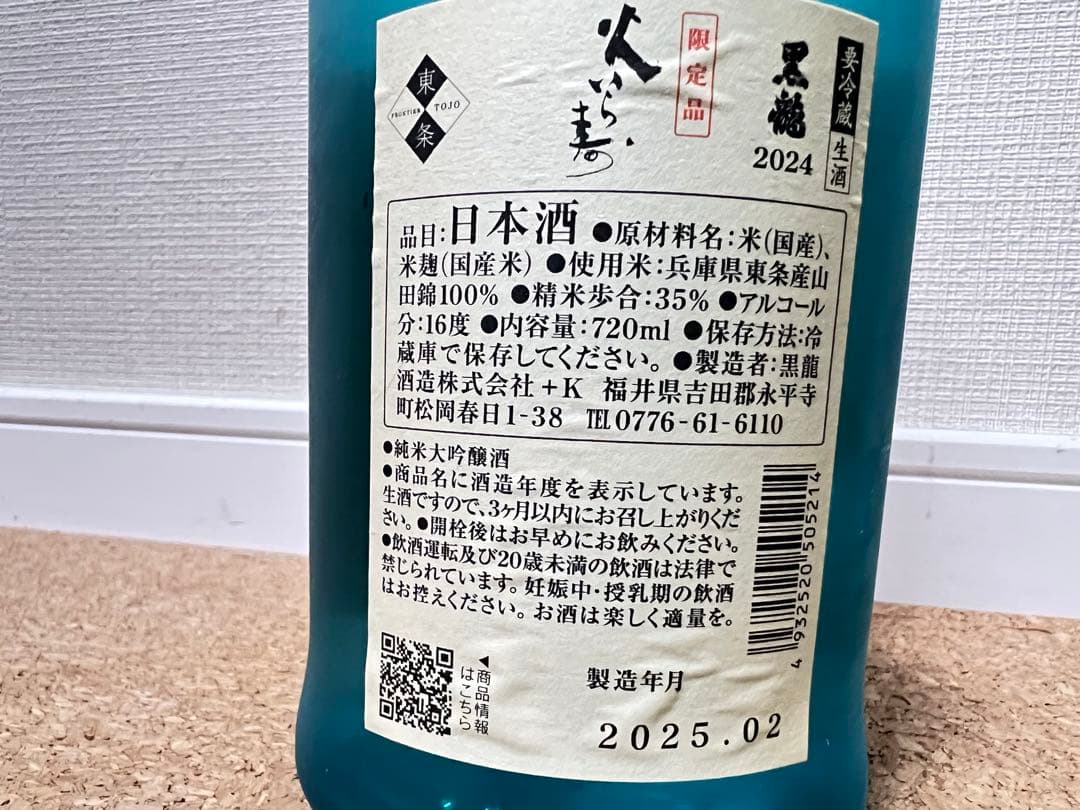 東条
FRONTIER TOJO
火いら寿
限定品
黒龍
2024
要冷蔵
生酒
品目:日本酒 ●原材料名:米(国産)、
米麹(国産米) ●使用米:兵庫県東条産山
田錦100% ●精米歩合:35% ●アルコール
分:16度 ●内容量:720ml ●保存方法:冷
蔵庫で保存してください。 ●製造者:黒龍
酒造株式会社 +K 福井県吉田郡永平寺
町松岡春日1-38 TEL0776-61-6110
●純米大吟醸酒
●商品名に酒造年度を表示しています。
生酒ですので、3ヶ月以内にお召し上がりくだ
さい。●開栓後はお早めにお飲みください。
●飲酒運転及び20歳未満の飲酒は法律で
禁じられています。妊娠中・授乳期の飲酒
はお控えください。お酒は楽しく適量を。
4 932520 505214
◀商品情報
はこちら
製造年月
2025.02